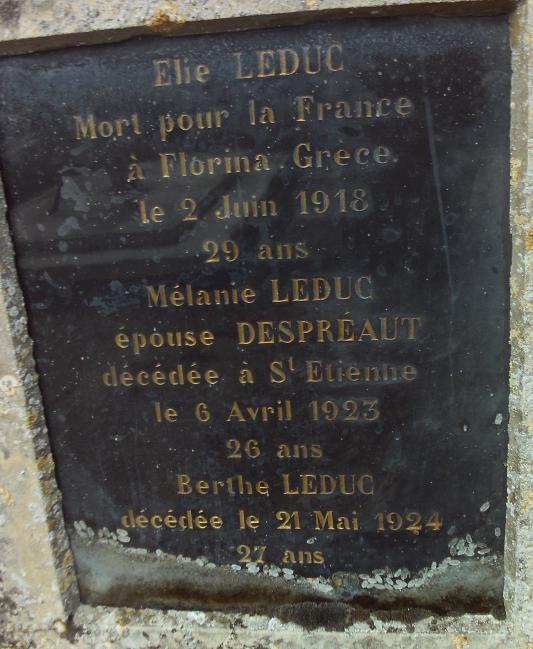 Elie LEDUC
Mort pour la France
à Florina Grèce.
le 2 Juin 1918
29 ans
Mélanie LEDUC
épouse DESPRÉAUT
décédée à St Etienne
le 6 Avril 1923
26 ans
Berthe LEDUC
décédée le 21 Mai 1924
27 ans